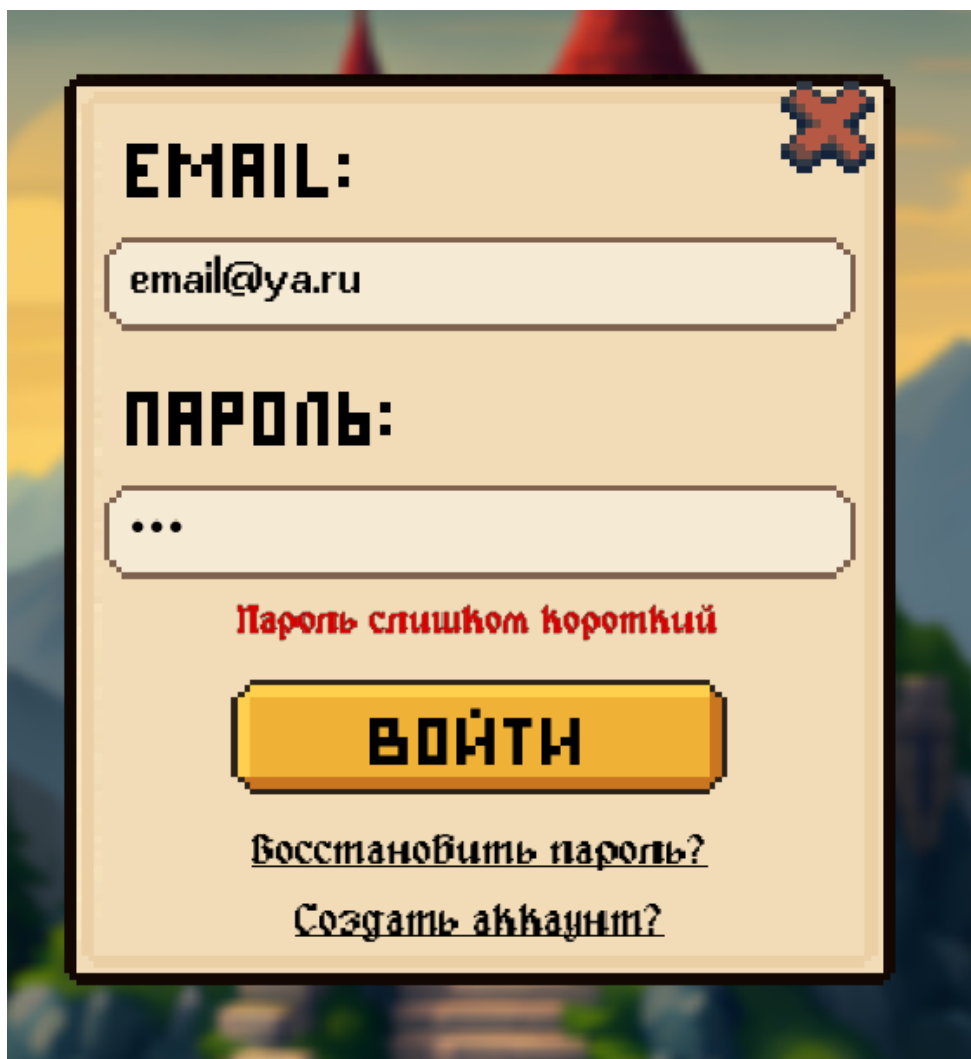 EMAIL:
email@ya.ru
ПАРОЛЬ:
•••
Пароль слишком короткий
ВОЙТИ
Восстановить пароль?
Создать аккаунт?